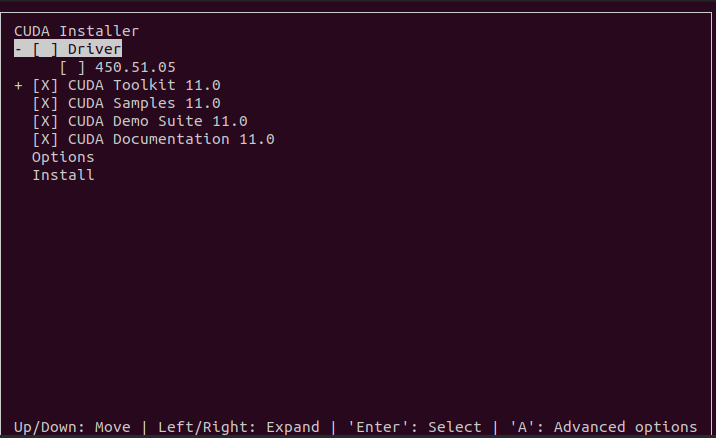 CUDA Installer
- [ ] Driver
[ ] 450.51.05
+ [X] CUDA Toolkit 11.0
[X] CUDA Samples 11.0
[X] CUDA Demo Suite 11.0
[X] CUDA Documentation 11.0
Options
Install
Up/Down: Move | Left/Right: Expand | 'Enter': Select | 'A': Advanced options